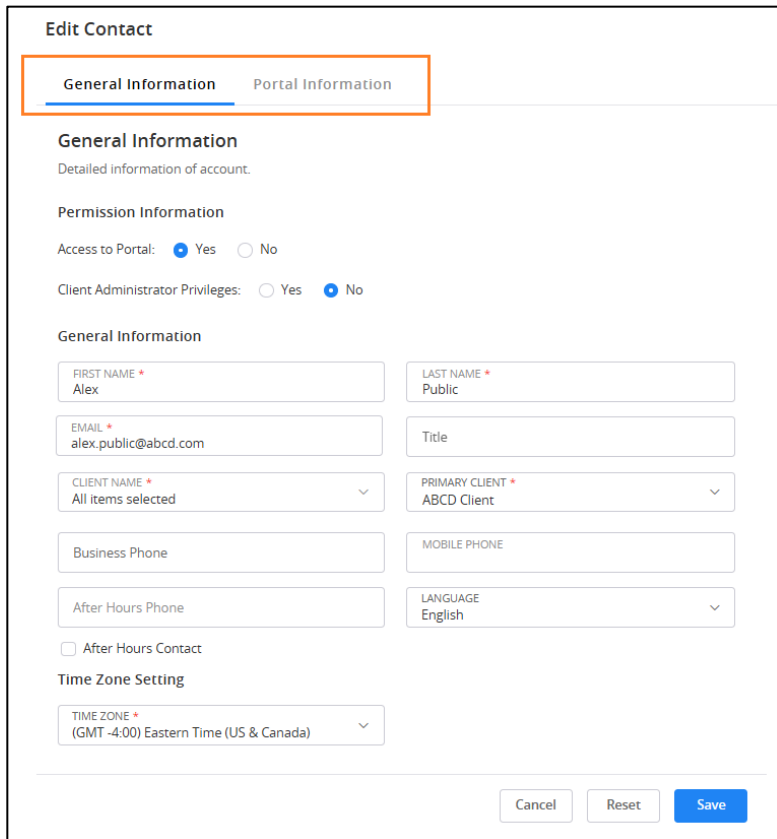 Edit Contact
General Information Portal Information
General Information
Detailed information of account.
Permission Information
Access to Portal: Yes No
Client Administrator Privileges: Yes No
General Information
FIRST NAME * LAST NAME *
Alex Public
EMAIL *
alex.public@abcd.com Title
CLIENT NAME * PRIMARY CLIENT *
All items selected ABCD Client
Business Phone MOBILE PHONE
After Hours Phone LANGUAGE
English
After Hours Contact
Time Zone Setting
TIME ZONE *
(GMT -4:00) Eastern Time (US & Canada)
Cancel Reset Save